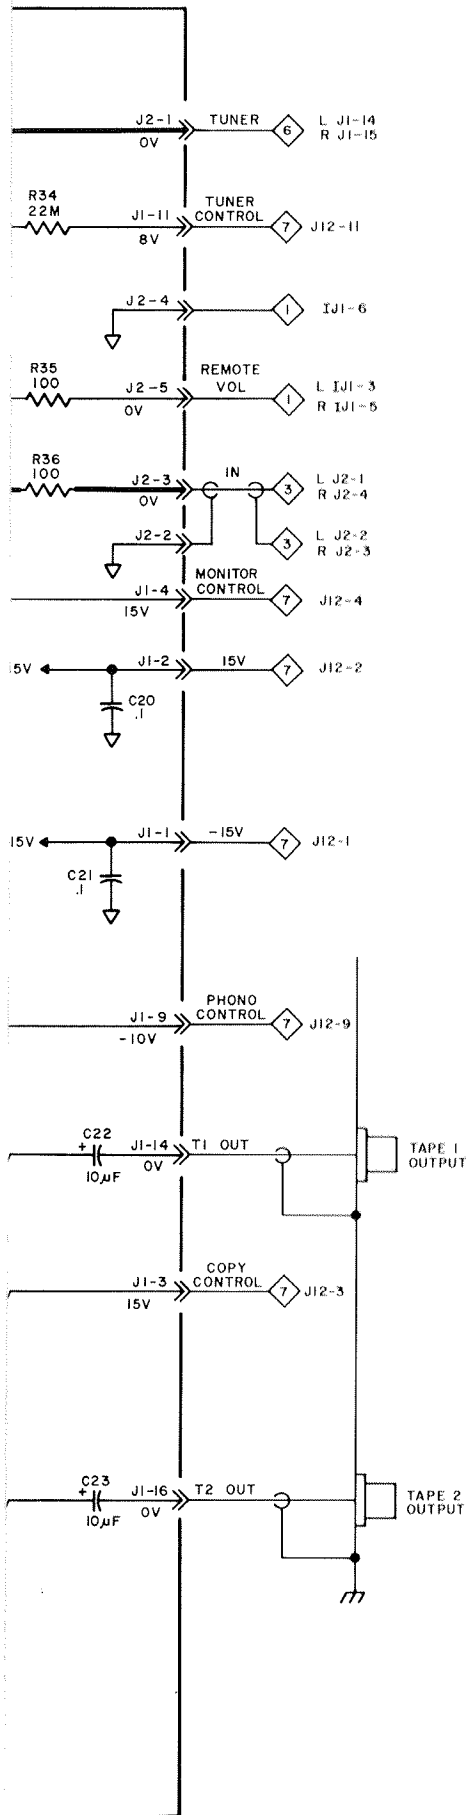 J2-1 TUNER 6 L J1-14
0V R J1-15
R34
22M
J1-11 TUNER
CONTROL 7 J12-11
8V
J2-4 1 IJ1-6
R35
100
J2-5 REMOTE
VOL 1 L IJ1-3
0V R IJ1-5
R36
100
J2-3 IN 3 L J2-1
0V R J2-4
J2-2 3 L J2-2
R J2-3
J1-4 MONITOR
CONTROL 7 J12-4
15V
15V J1-2 15V 7 J12-2
C20
.1
15V J1-1 -15V 7 J12-1
C21
.1
J1-9 PHONO
CONTROL 7 J12-9
-10V
C22
+
10µF
J1-14 T1 OUT
0V
TAPE 1
OUTPUT
J1-3 COPY
CONTROL 7 J12-3
15V
C23
+
10µF
J1-16 T2 OUT
0V
TAPE 2
OUTPUT